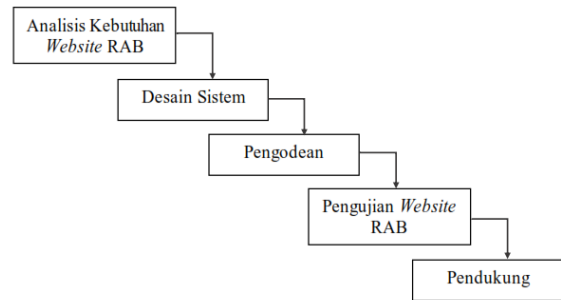 Analisis Kebutuhan
Website RAB
Desain Sistem
Pengodean
Pengujian Website
RAB
Pendukung